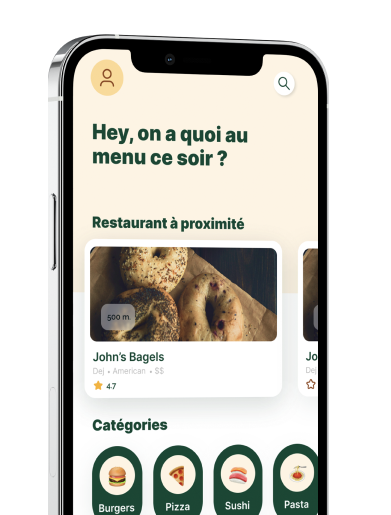 Hey, on a quoi au
menu ce soir ?
Restaurant à proximité
500 m
John's Bagels
Jo
Dej • American • $$
Dej
4.7
Catégories
Burgers
Pizza
Sushi
Pasta